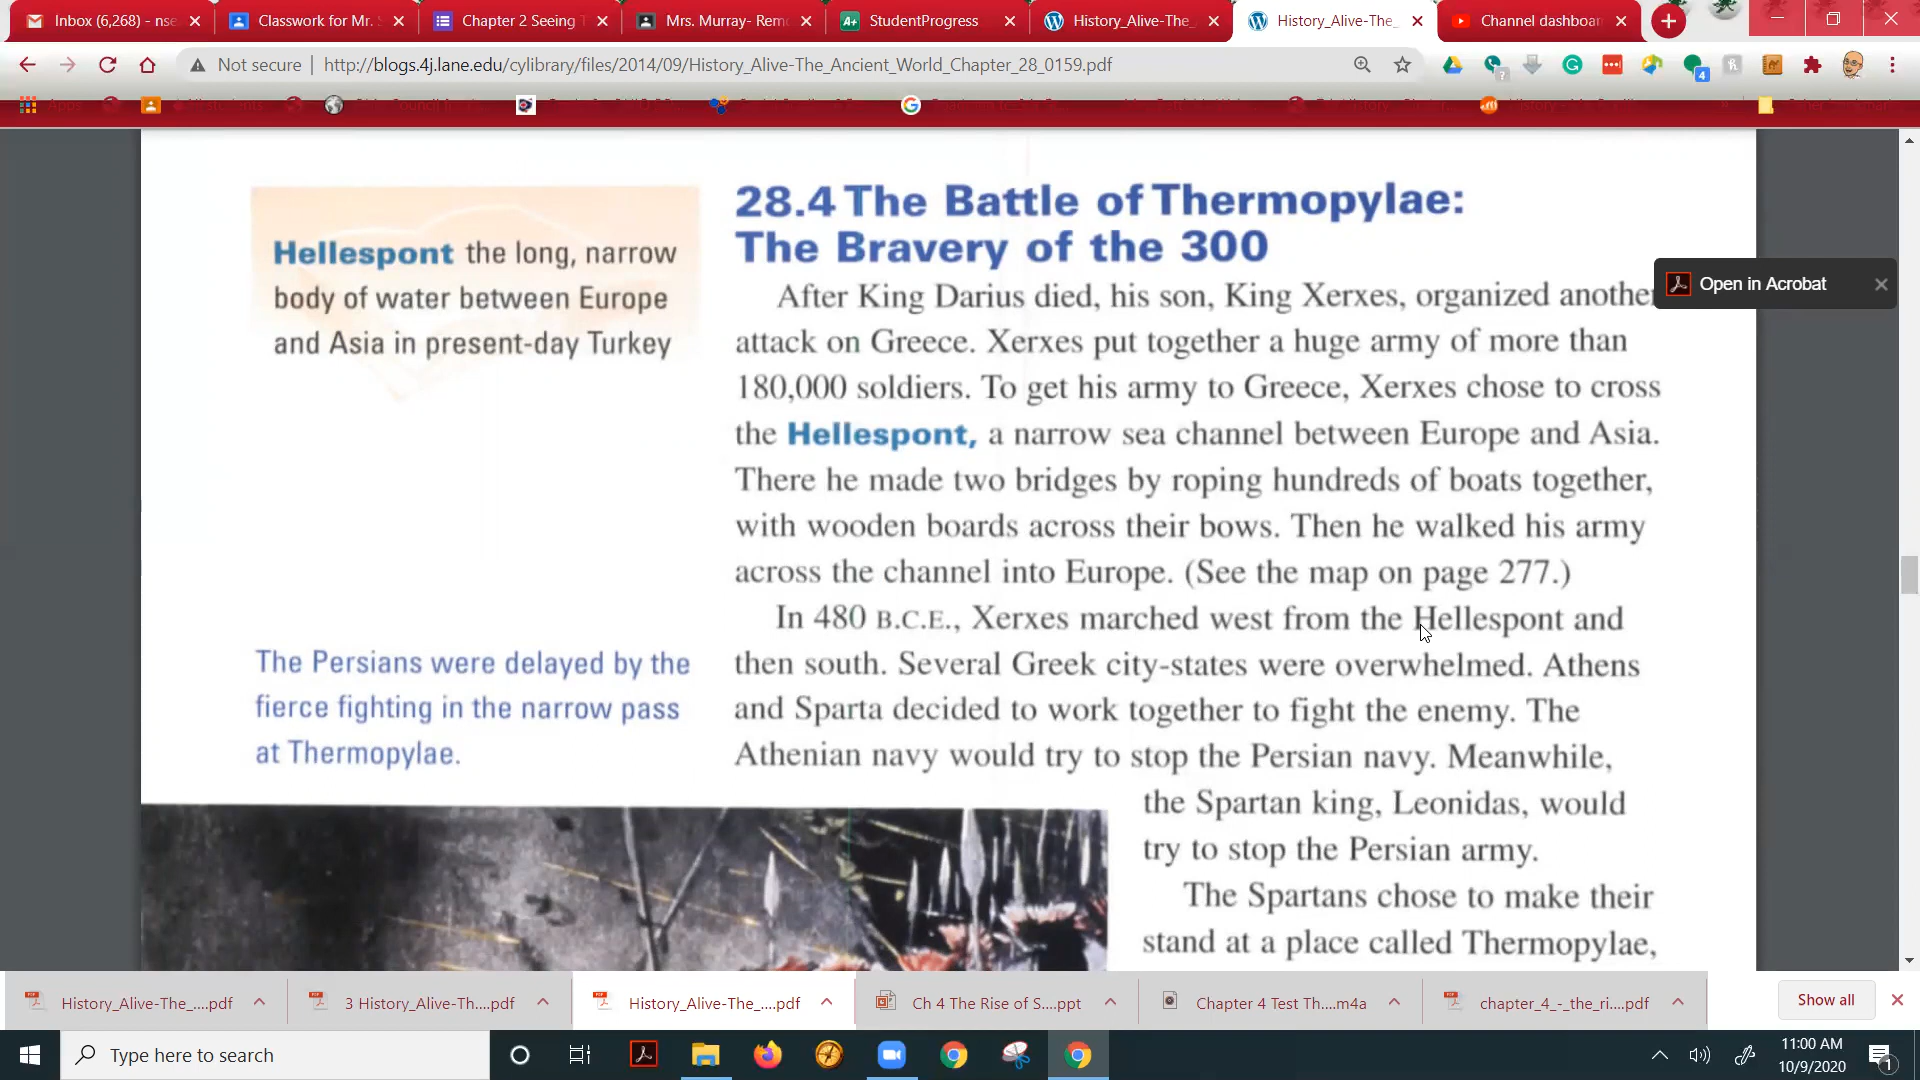 Inbox (6,268) - nse
Classwork for Mr.
Chapter 2 Seeing
Mrs. Murray- Rem
StudentProgress
History_Alive-The_
History_Alive-The_
Channel dashboar
Not secure
http://blogs.4j.lane.edu/cylibrary/files/2014/09/History_Alive-The_Ancient_World_Chapter_28_0159.pdf
Apps
Open in Acrobat
Hellespont the long, narrow
body of water between Europe
and Asia in present-day Turkey
28.4 The Battle of Thermopylae:
The Bravery of the 300
After King Darius died, his son, King Xerxes, organized another
attack on Greece. Xerxes put together a huge army of more than
180,000 soldiers. To get his army to Greece, Xerxes chose to cross
the Hellespont, a narrow sea channel between Europe and Asia.
There he made two bridges by roping hundreds of boats together,
with wooden boards across their bows. Then he walked his army
across the channel into Europe. (See the map on page 277.)
In 480 B.C.E., Xerxes marched west from the Hellespont and
then south. Several Greek city-states were overwhelmed. Athens
and Sparta decided to work together to fight the enemy. The
Athenian navy would try to stop the Persian navy. Meanwhile,
the Spartan king, Leonidas, would
try to stop the Persian army.
The Spartans chose to make their
stand at a place called Thermopylae,
The Persians were delayed by the
fierce fighting in the narrow pass
at Thermopylae.
History_Alive-The_....pdf
3 History_Alive-Th....pdf
History_Alive-The_....pdf
Ch 4 The Rise of S....ppt
Chapter 4 Test Th....m4a
chapter_4_-_the_ri....pdf
Show all
Type here to search
11:00 AM
10/9/2020